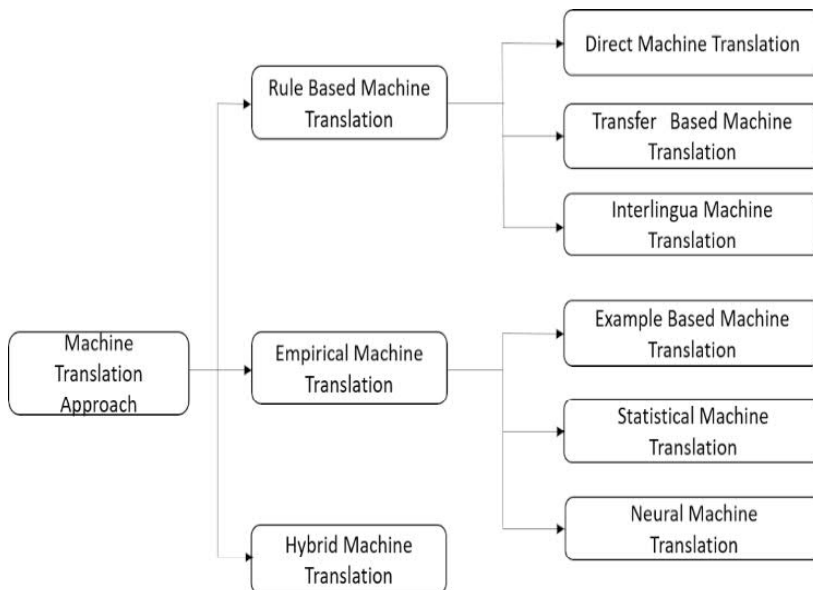 Direct Machine Translation
Rule Based Machine
Translation
Transfer Based Machine
Translation
Interlingua Machine
Translation
Machine
Translation
Approach
Empirical Machine
Translation
Example Based Machine
Translation
Statistical Machine
Translation
Neural Machine
Translation
Hybrid Machine
Translation